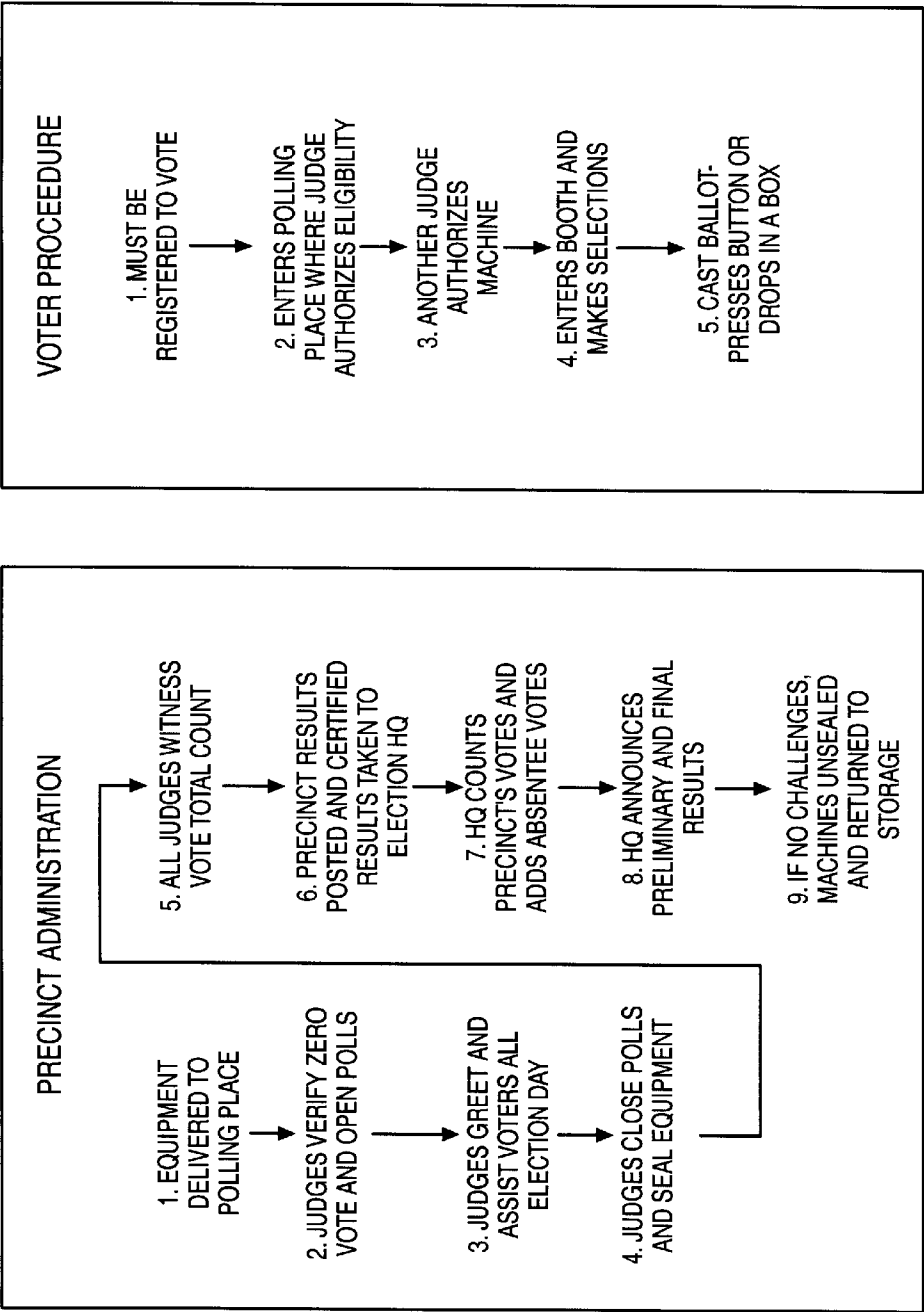 PRECINCT ADMINISTRATION
1. EQUIPMENT
DELIVERED TO
POLLING PLACE
2. JUDGES VERIFY ZERO
VOTE AND OPEN POLLS
3. JUDGES GREET AND
ASSIST VOTERS ALL
ELECTION DAY
4. JUDGES CLOSE POLLS
AND SEAL EQUIPMENT
5. ALL JUDGES WITNESS
VOTE TOTAL COUNT
6. PRECINCT RESULTS
POSTED AND CERTIFIED
RESULTS TAKEN TO
ELECTION HQ
7. HQ COUNTS
PRECINCT'S VOTES AND
ADDS ABSENTEE VOTES
8. HQ ANNOUNCES
PRELIMINARY AND FINAL
RESULTS
9. IF NO CHALLENGES,
MACHINES UNSEALED
AND RETURNED TO
STORAGE
VOTER PROCEEDURE
1. MUST BE
REGISTERED TO VOTE
2. ENTERS POLLING
PLACE WHERE JUDGE
AUTHORIZES ELIGIBILITY
3. ANOTHER JUDGE
AUTHORIZES
MACHINE
4. ENTERS BOOTH AND
MAKES SELECTIONS
5. CAST BALLOT-
PRESSES BUTTON OR
DROPS IN A BOX